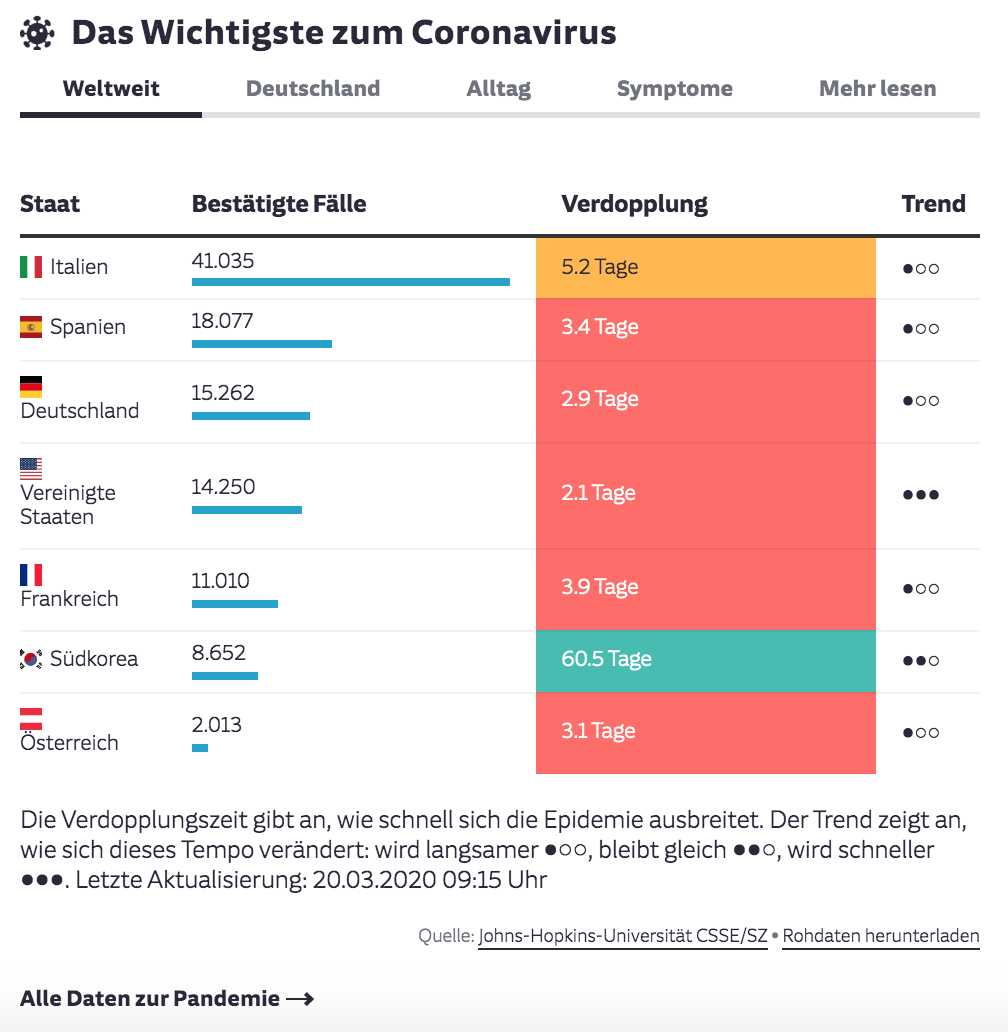 Das Wichtigste zum Coronavirus
Weltweit Deutschland Alltag Symptome Mehr lesen
Staat Bestätigte Fälle Verdopplung Trend
Italien 41.035 5.2 Tage ●○○
Spanien 18.077 3.4 Tage ●○○
Deutschland 15.262 2.9 Tage ●○○
Vereinigte
Staaten 14.250 2.1 Tage ●●●
Frankreich 11.010 3.9 Tage ●○○
Südkorea 8.652 60.5 Tage ●●○
Österreich 2.013 3.1 Tage ●○○
Die Verdopplungszeit gibt an, wie schnell sich die Epidemie ausbreitet. Der Trend zeigt an,
wie sich dieses Tempo verändert: wird langsamer ●○○, bleibt gleich ●●○, wird schneller
●●●. Letzte Aktualisierung: 20.03.2020 09:15 Uhr
Quelle: Johns-Hopkins-Universität CSSE/SZ • Rohdaten herunterladen
Alle Daten zur Pandemie →